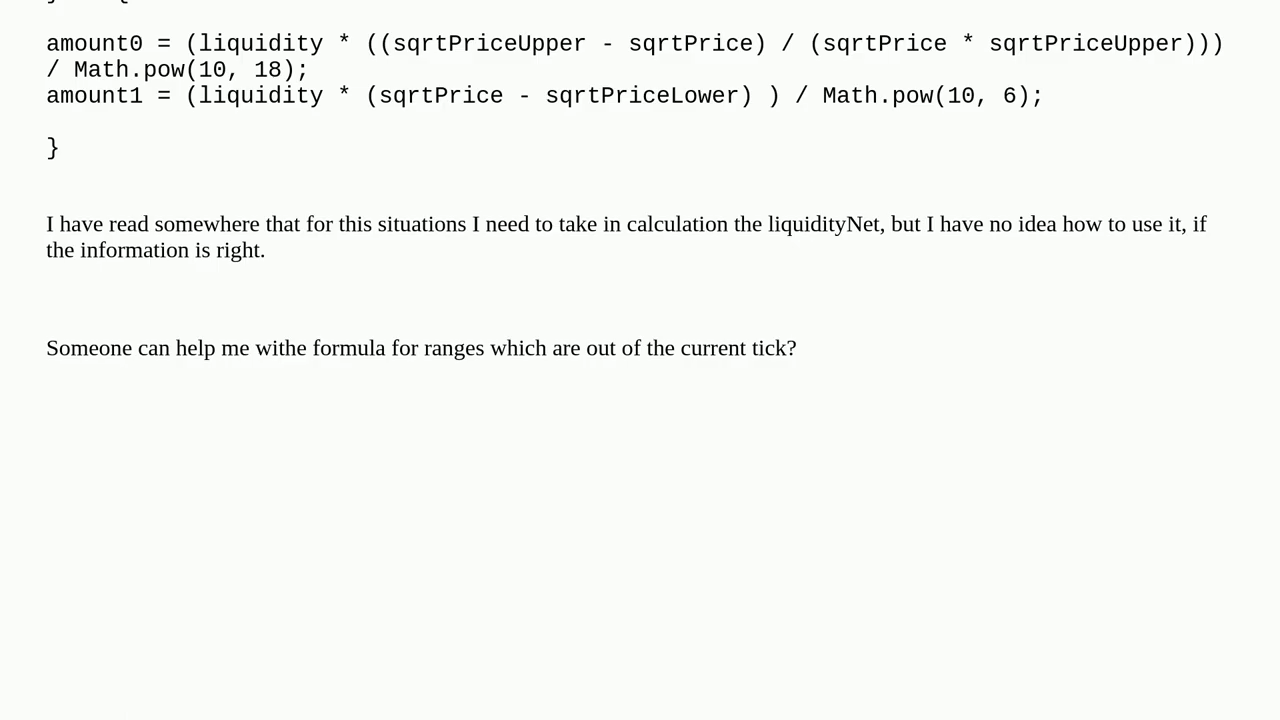 amount0 = (liquidity * ((sqrtPriceUpper - sqrtPrice) / (sqrtPrice * sqrtPriceUpper)))
/ Math.pow(10, 18);
amount1 = (liquidity * (sqrtPrice - sqrtPriceLower) ) / Math.pow(10, 6);
}
I have read somewhere that for this situations I need to take in calculation the liquidityNet, but I have no idea how to use it, if
the information is right.
Someone can help me withe formula for ranges which are out of the current tick?